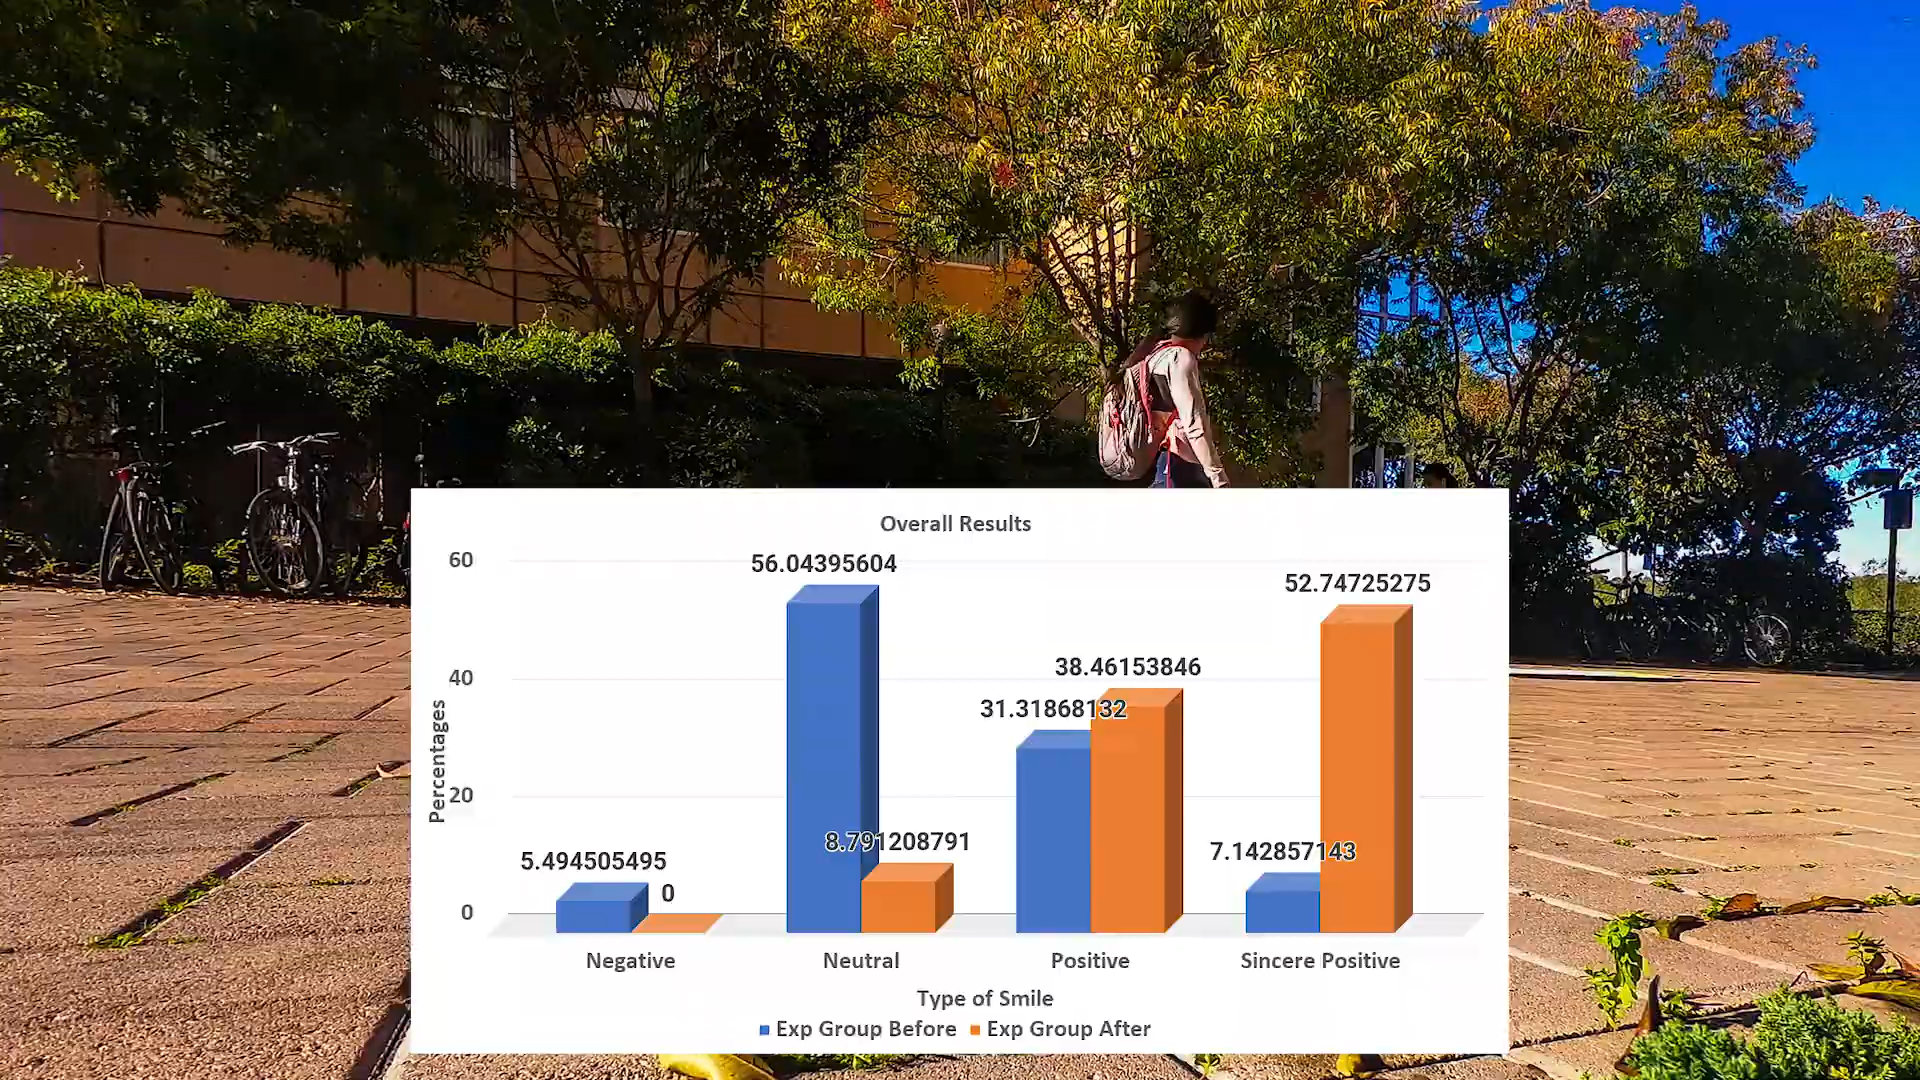 Overall Results
60
40
20
0
Percentages
5.494505495
0
56.04395604
8.791208791
31.31868132
38.46153846
7.142857143
52.74725275
Negative
Neutral
Positive
Sincere Positive
Type of Smile
Exp Group Before
Exp Group After